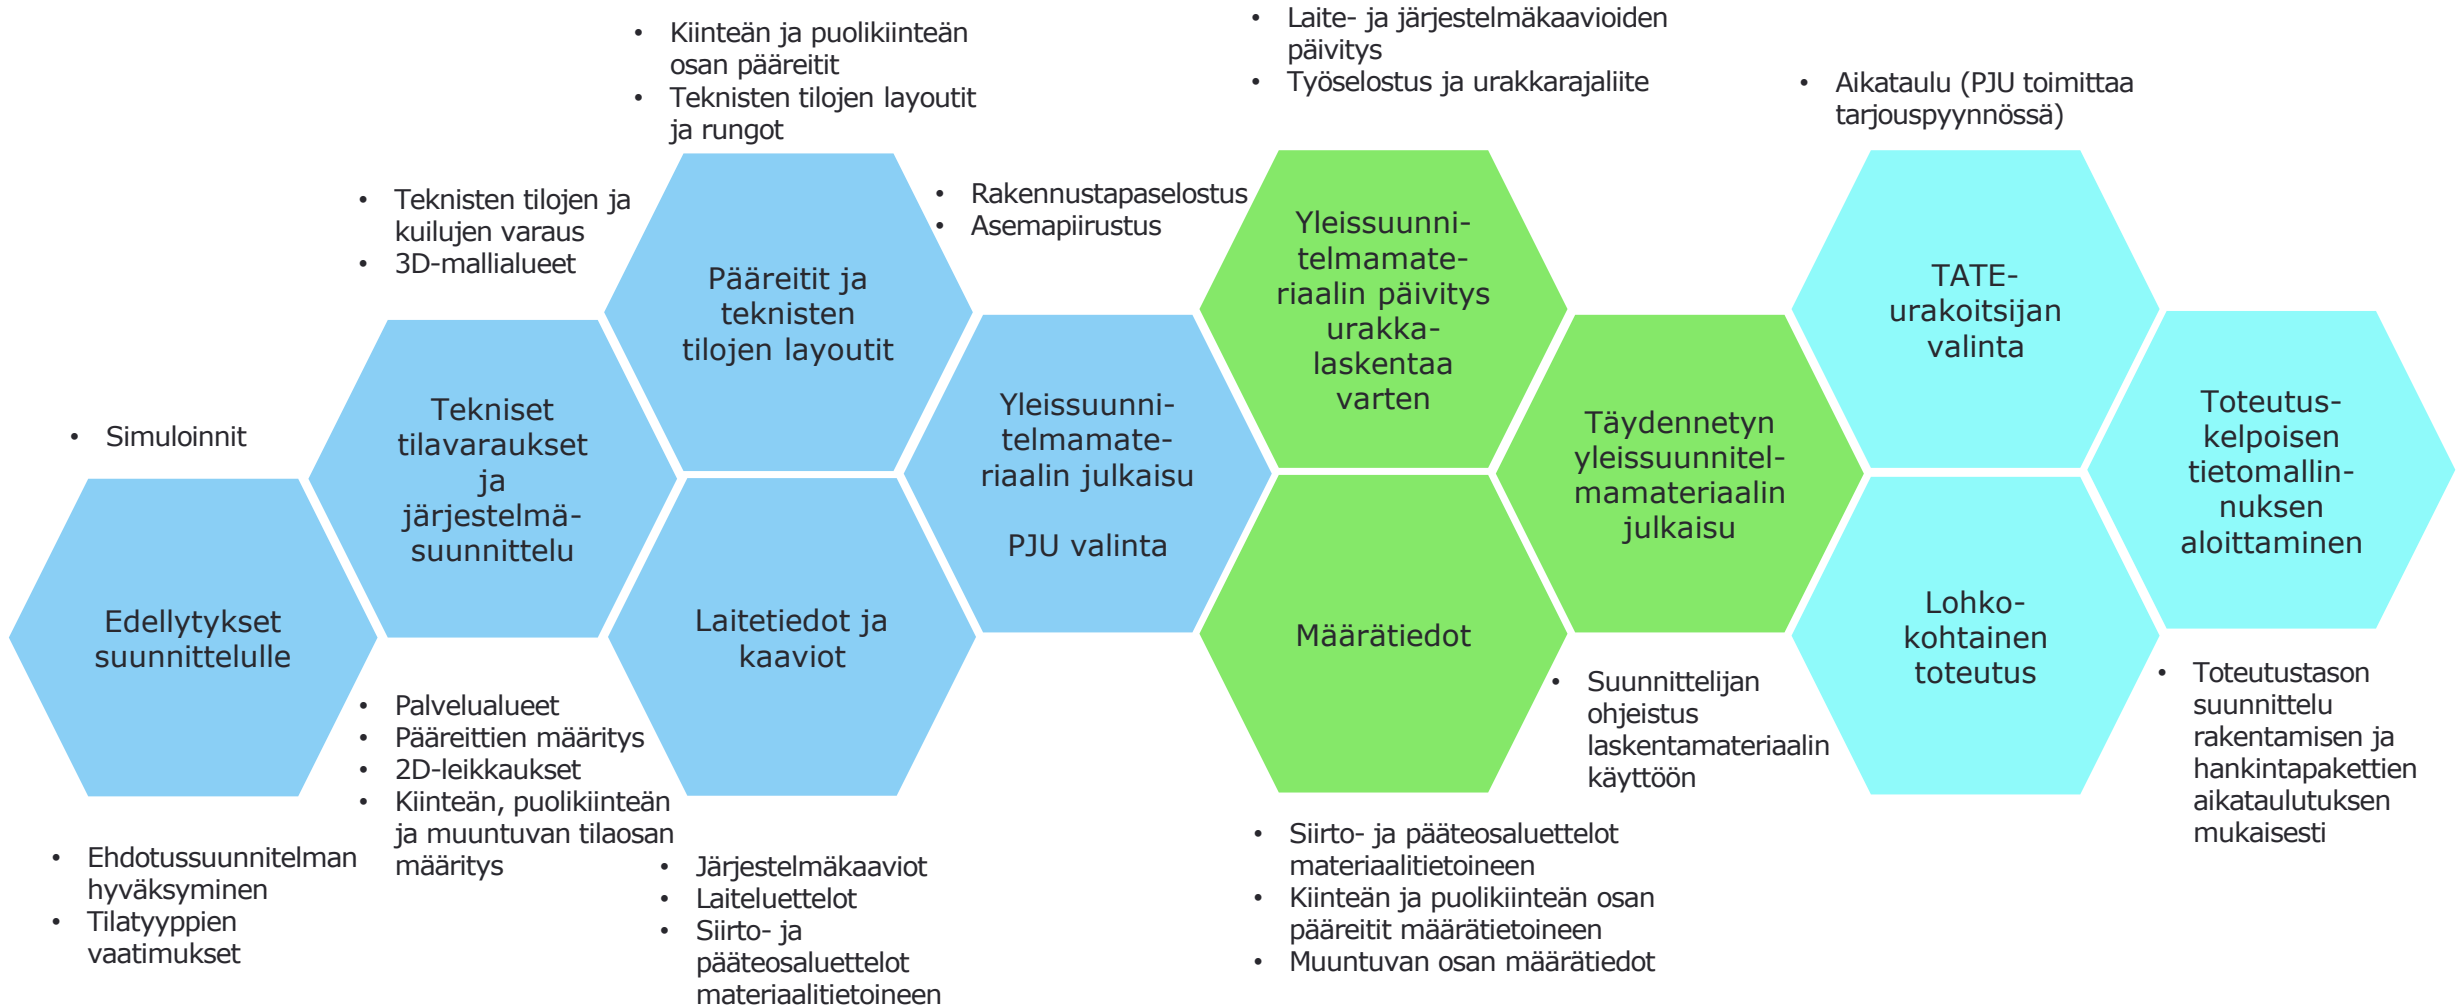 • Simuloinnit
Edellytykset
suunnittelulle
• Ehdotussuunnitelman
hyväksyminen
• Tilatyyppien
vaatimukset
• Teknisten tilojen ja
kuilujen varaus
• 3D-mallialueet
Tekniset
tilavaraukset
ja
järjestelmä-
suunnittelu
• Palvelualueet
• Pääreittien määritys
• 2D-leikkaukset
• Kiinteän, puolikiinteän
ja muuntuvan tilaosan
määritys
• Kiinteän ja puolikiinteän
osan pääreitit
• Teknisten tilojen layoutit
ja rungot
Pääreitit ja
teknisten
tilojen layoutit
Laitetiedot ja
kaaviot
• Järjestelmäkaaviot
• Laiteluettelot
• Siirto- ja
pääteosaluettelot
materiaalitietoineen
• Rakennustapaselostus
• Asemapiirustus
Yleissuunni-
telmamate-
riaalin julkaisu
PJU valinta
• Laite- ja järjestelmäkaavioiden
päivitys
• Työselostus ja urakkarajaliite
Yleissuunni-
telmamate-
riaalin päivitys
urakka-
laskentaa
varten
Määrätiedot
• Siirto- ja pääteosaluettelot
materiaalitietoineen
• Kiinteän ja puolikiinteän osan
pääreitit määrätietoineen
• Muuntuvan osan määrätiedot
Täydennetyn
yleissuunnitel-
mamateriaalin
julkaisu
• Suunnittelijan
ohjeistus
laskentamateriaalin
käyttöön
• Aikataulu (PJU toimittaa
tarjouspyynnössä)
TATE-
urakoitsijan
valinta
Lohko-
kohtainen
toteutus
Toteutus-
kelpoisen
tietomallin-
nuksen
aloittaminen
• Toteutustason
suunnittelu
rakentamisen ja
hankintapakettien
aikataulutuksen
mukaisesti